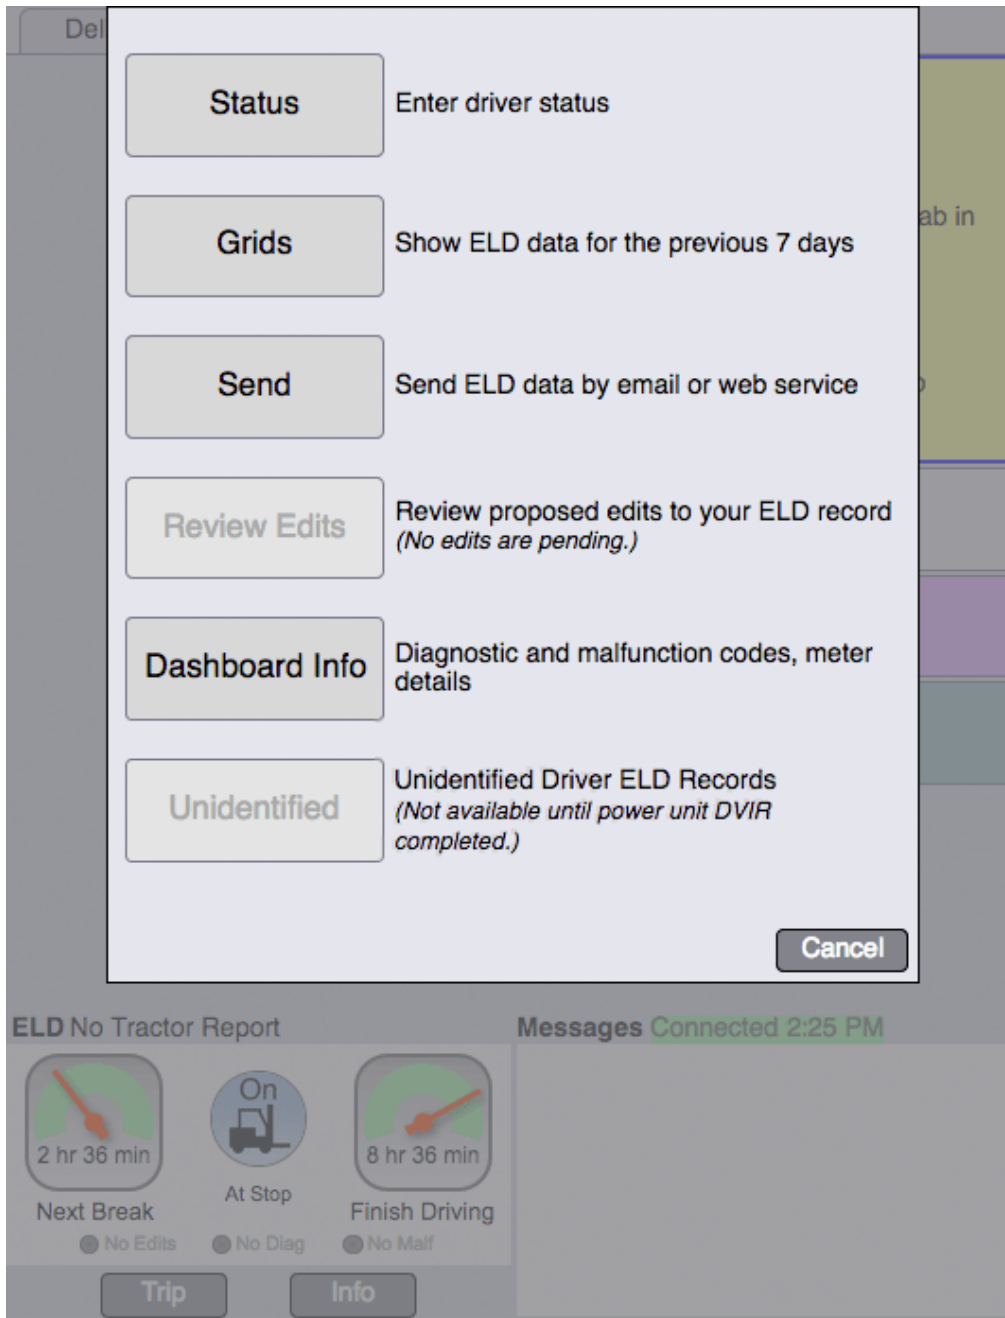 Del
Status
Enter driver status
ab in
Grids
Show ELD data for the previous 7 days
Send
Send ELD data by email or web service
Review Edits
Review proposed edits to your ELD record
(No edits are pending.)
Dashboard Info
Diagnostic and malfunction codes, meter
details
Unidentified
Unidentified Driver ELD Records
(Not available until power unit DVIR
completed.)
Cancel
ELD No Tractor Report
Messages Connected 2:25 PM
On
2 hr 36 min
8 hr 36 min
At Stop
Next Break
Finish Driving
No Edits
No Diag
No Malf
Trip
Info